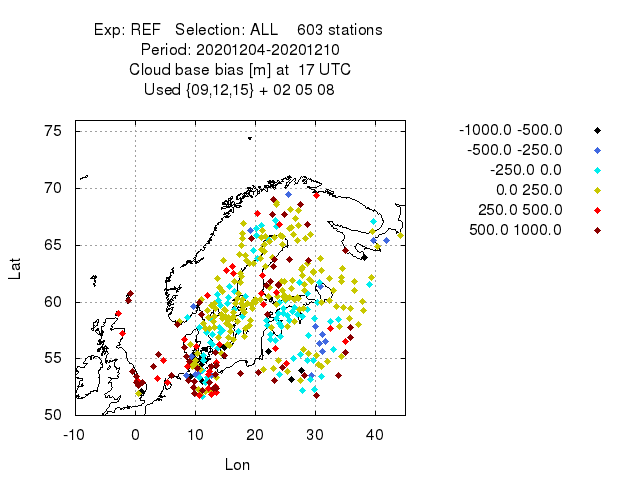 Exp: REF   Selection: ALL    603 stations
Period: 20201204-20201210
Cloud base bias [m] at  17 UTC
Used {09,12,15} + 02 05 08
-1000.0 -500.0
-500.0 -250.0
-250.0 0.0
0.0 250.0
250.0 500.0
500.0 1000.0
75
70
65
60
55
50
Lat
-10 0 10 20 30 40
Lon